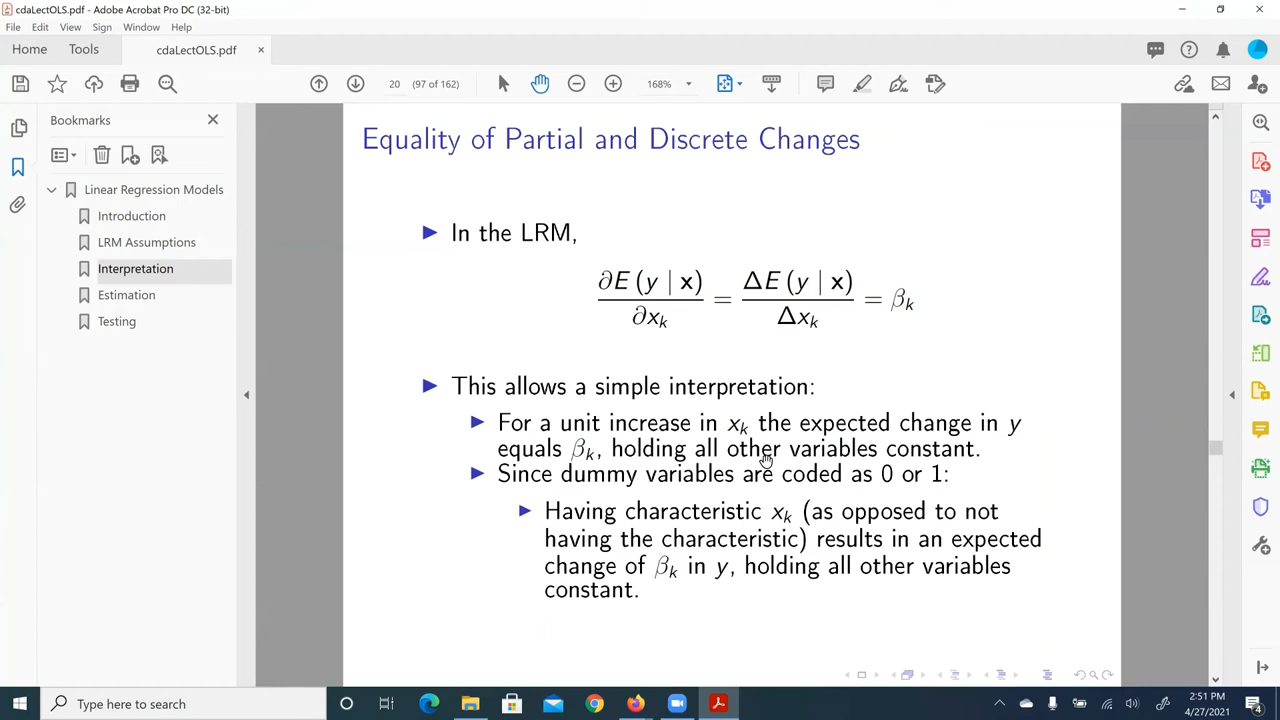 cdaLectOLS.pdf - Adobe Acrobat Pro DC (32-bit)
File Edit View Sign Window Help
Home Tools cdaLectOLS.pdf ×
20 (97 of 162) 168%
Bookmarks
Linear Regression Models
Introduction
LRM Assumptions
Interpretation
Estimation
Testing
Equality of Partial and Discrete Changes
In the LRM,
∂E (y | x) / ∂x_k = ΔE (y | x) / Δx_k = β_k
This allows a simple interpretation:
For a unit increase in x_k the expected change in y
equals β_k, holding all other variables constant.
Since dummy variables are coded as 0 or 1:
Having characteristic x_k (as opposed to not
having the characteristic) results in an expected
change of β_k in y, holding all other variables
constant.
Type here to search
2:51 PM
4/27/2021
4